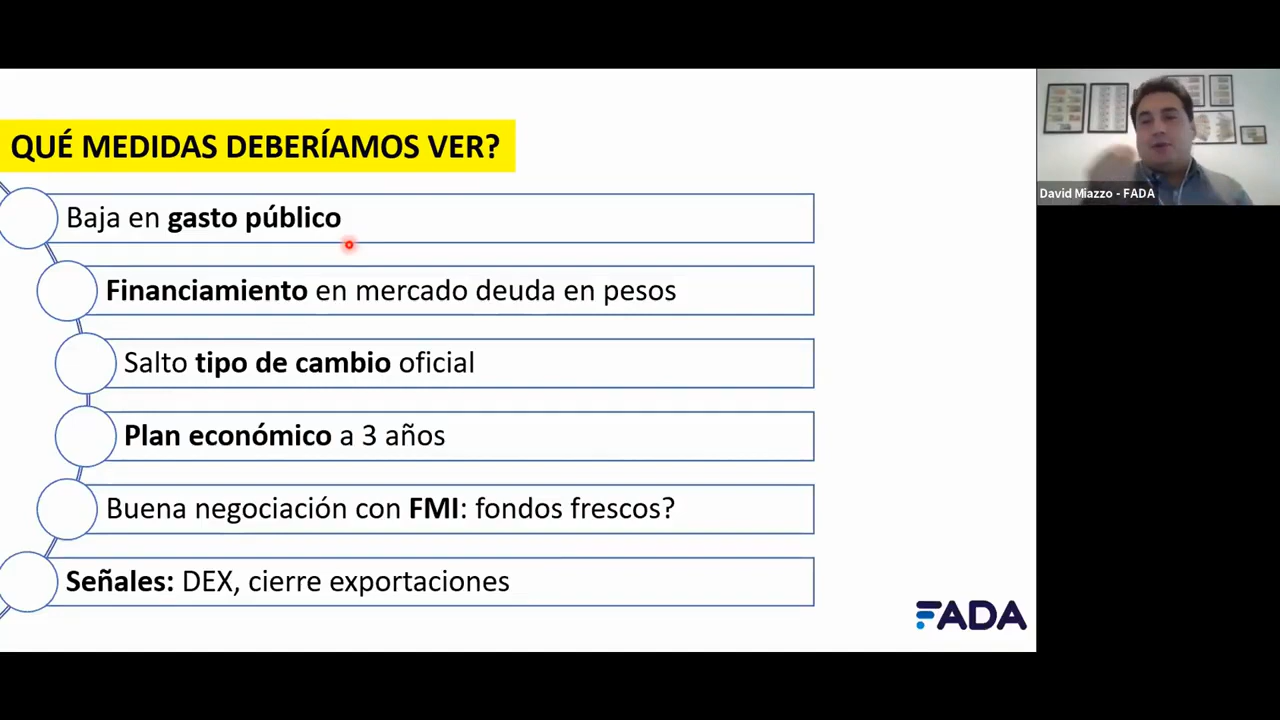 QUÉ MEDIDAS DEBERÍAMOS VER?
Baja en gasto público
Financiamiento en mercado deuda en pesos
Salto tipo de cambio oficial
Plan económico a 3 años
Buena negociación con FMI: fondos frescos?
Señales: DEX, cierre exportaciones
FADA
David Miazzo - FADA